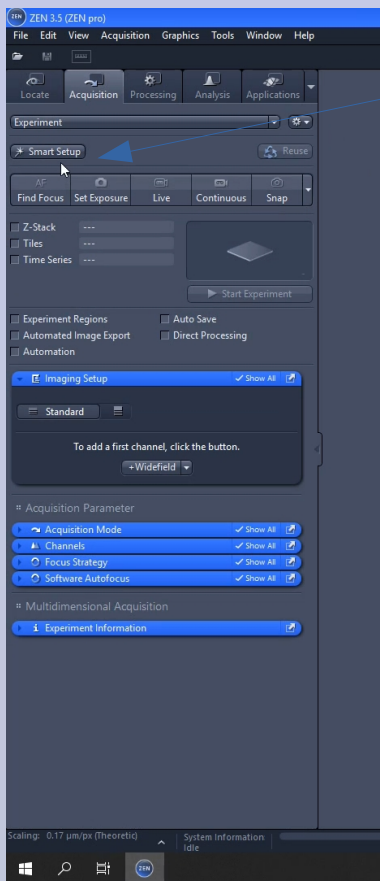 ZEN 3.5 (ZEN pro)
File Edit View Acquisition Graphics Tools Window Help
Locate Acquisition Processing Analysis Applications
Experiment
Smart Setup Reuse
AF
Find Focus Set Exposure Live Continuous Snap
Z-Stack ---
Tiles ---
Time Series ---
Start Experiment
Experiment Regions Auto Save
Automated Image Export Direct Processing
Automation
Imaging Setup Show All
Standard
To add a first channel, click the button.
+Widefield
Acquisition Parameter
Acquisition Mode Show All
Channels Show All
Focus Strategy Show All
Software Autofocus Show All
Multidimensional Acquisition
Experiment Information
Scaling: 0.17 µm/px (Theoretic) System Information
Idle
ZEN